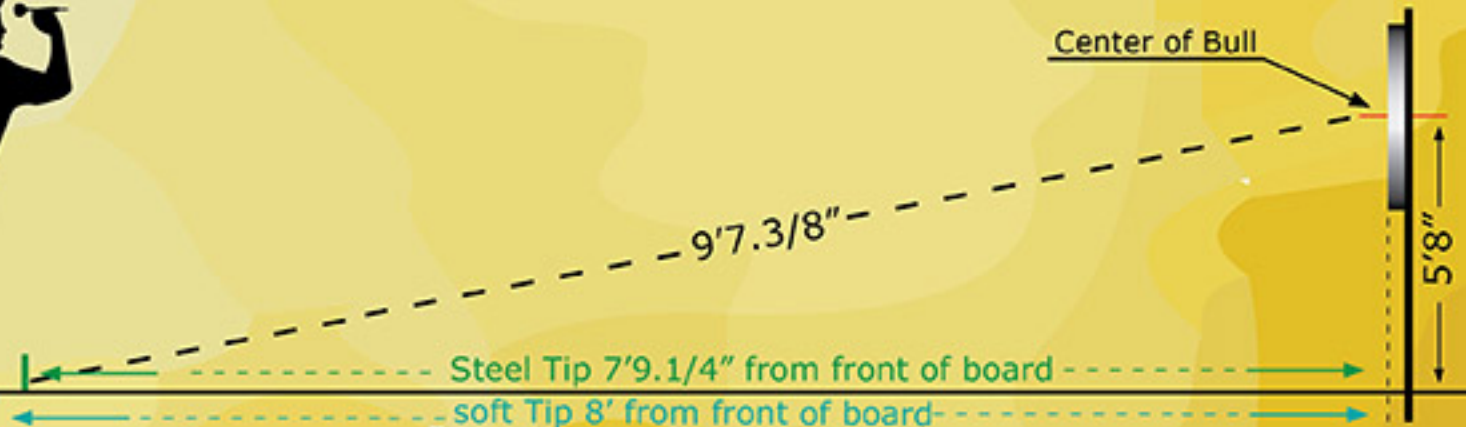 Center of Bull
9'7.3/8"
5'8"
Steel Tip 7'9.1/4" from front of board
soft Tip 8' from front of board